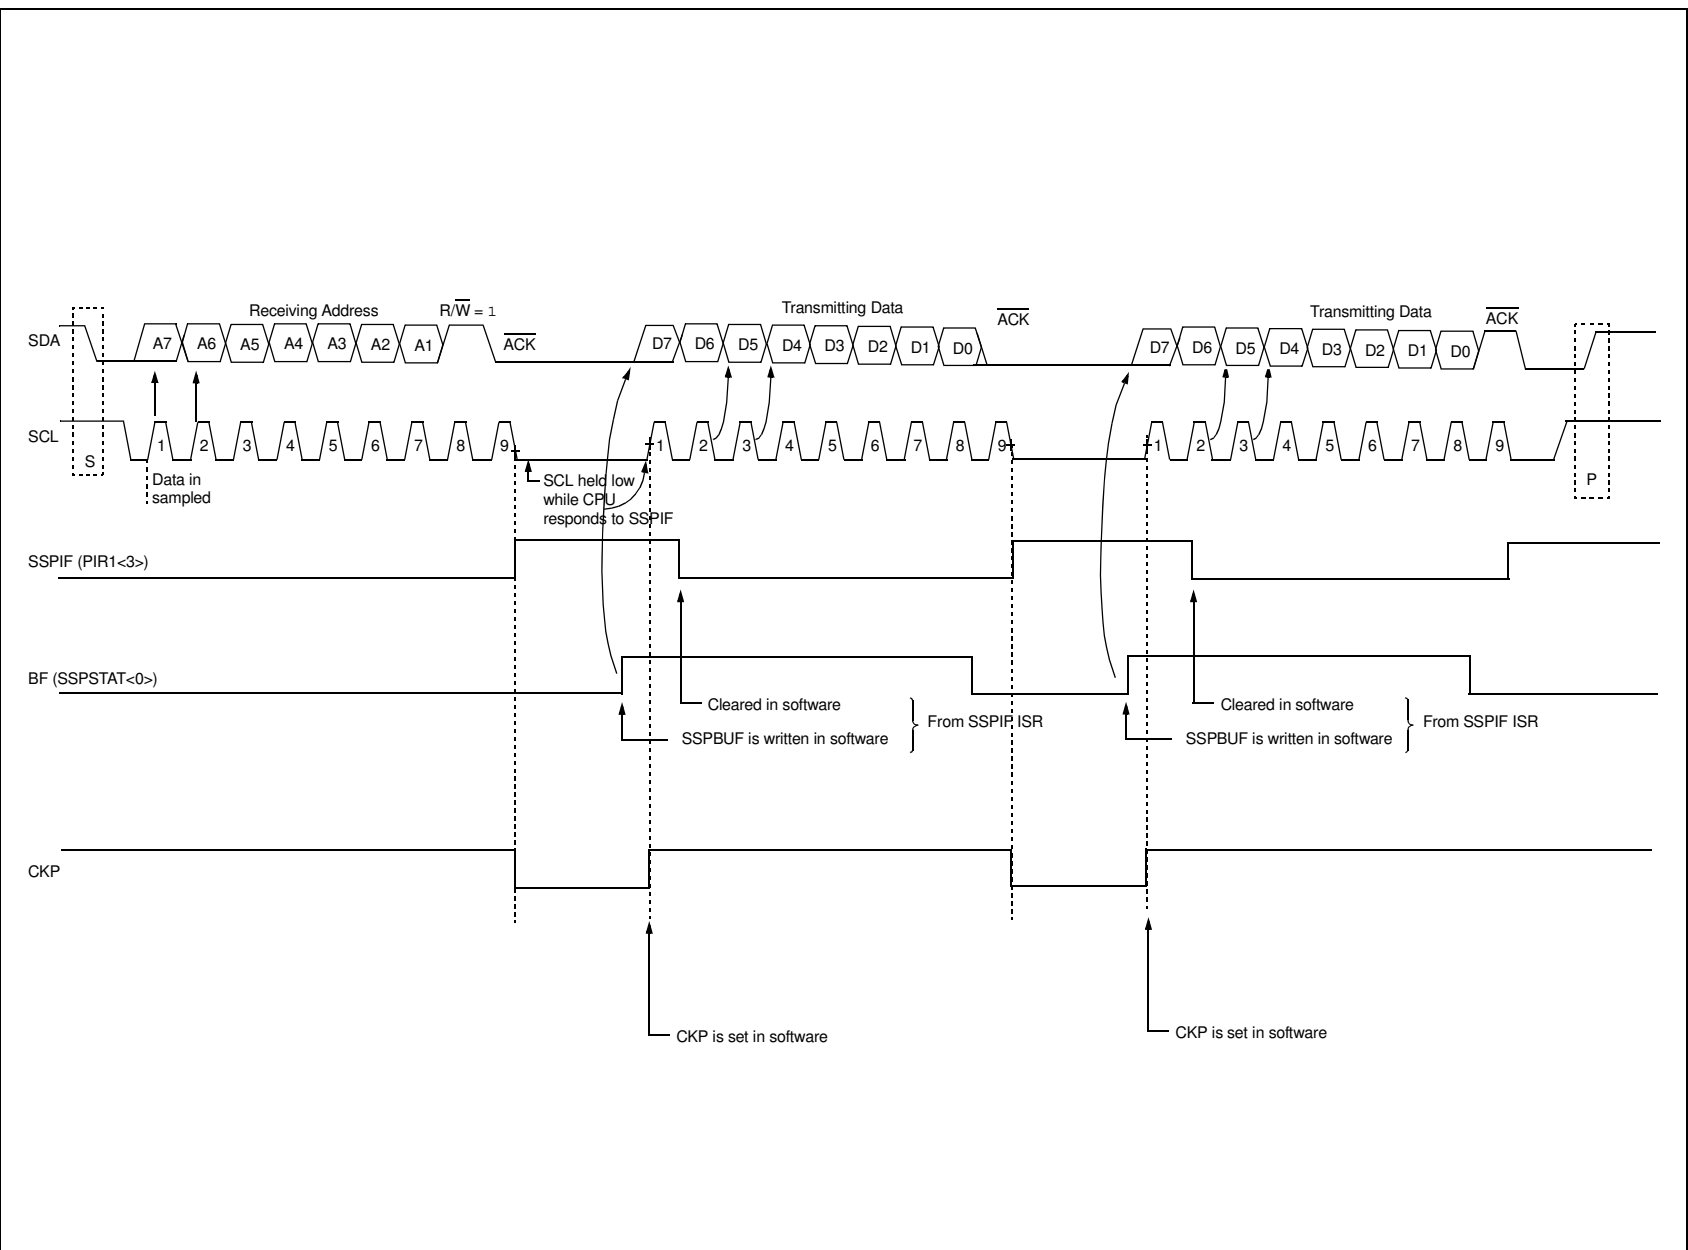 Receiving Address R/W̅ = 1
Transmitting Data
A̅C̅K̅
Transmitting Data
A̅C̅K̅
SDA A7 A6 A5 A4 A3 A2 A1 A̅C̅K̅ D7 D6 D5 D4 D3 D2 D1 D0 D7 D6 D5 D4 D3 D2 D1 D0
SCL 1 2 3 4 5 6 7 8 9 1 2 3 4 5 6 7 8 9 1 2 3 4 5 6 7 8 9
S
P
Data in
sampled
SCL held low
while CPU
responds to SSPIF
SSPIF (PIR1<3>)
BF (SSPSTAT<0>)
Cleared in software
SSPBUF is written in software
From SSPIF ISR
Cleared in software
SSPBUF is written in software
From SSPIF ISR
CKP
CKP is set in software
CKP is set in software